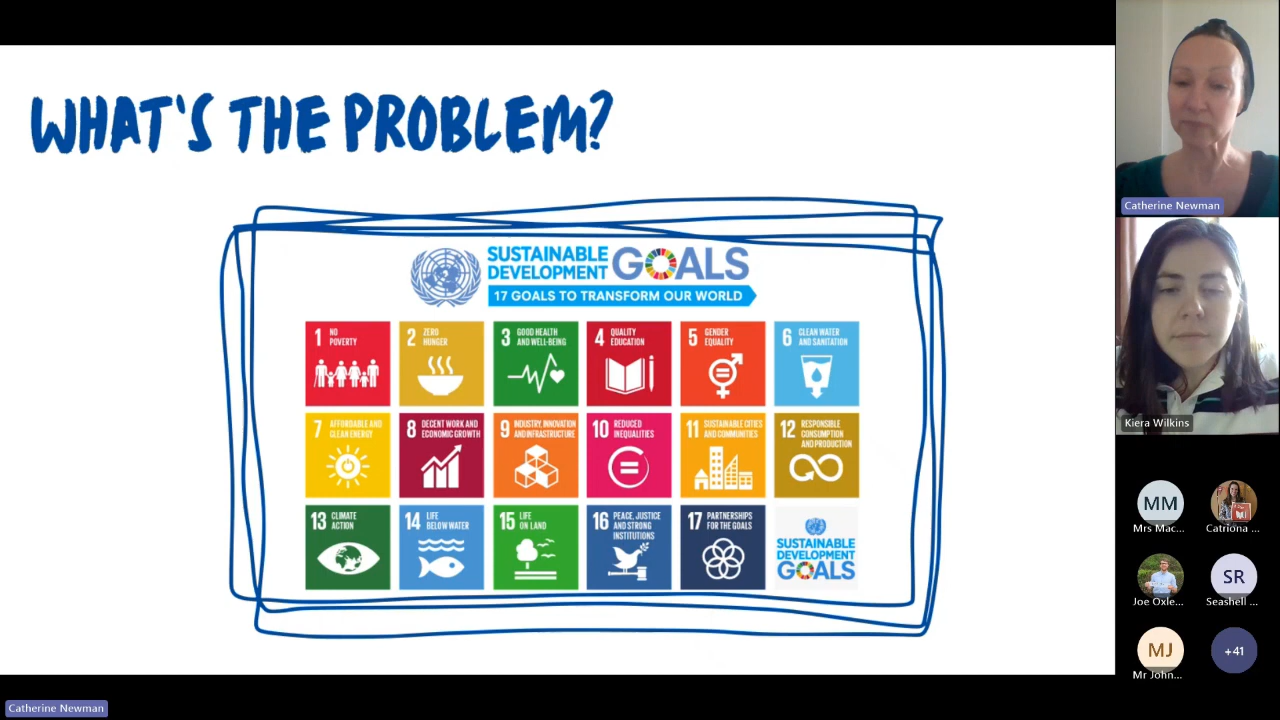 WHAT'S THE PROBLEM?
SUSTAINABLE
DEVELOPMENT
GOALS
17 GOALS TO TRANSFORM OUR WORLD
1 NO
POVERTY
2 ZERO
HUNGER
3 GOOD HEALTH
AND WELL-BEING
4 QUALITY
EDUCATION
5 GENDER
EQUALITY
6 CLEAN WATER
AND SANITATION
7 AFFORDABLE AND
CLEAN ENERGY
8 DECENT WORK AND
ECONOMIC GROWTH
9 INDUSTRY, INNOVATION
AND INFRASTRUCTURE
10 REDUCED
INEQUALITIES
11 SUSTAINABLE CITIES
AND COMMUNITIES
12 RESPONSIBLE
CONSUMPTION
AND PRODUCTION
13 CLIMATE
ACTION
14 LIFE
BELOW WATER
15 LIFE
ON LAND
16 PEACE, JUSTICE
AND STRONG
INSTITUTIONS
17 PARTNERSHIPS
FOR THE GOALS
SUSTAINABLE
DEVELOPMENT
GOALS
Catherine Newman
Kiera Wilkins
MM
Mrs Mac...
Catriona ...
Joe Oxle...
SR
Seashell ...
MJ
Mr John...
+41
Catherine Newman